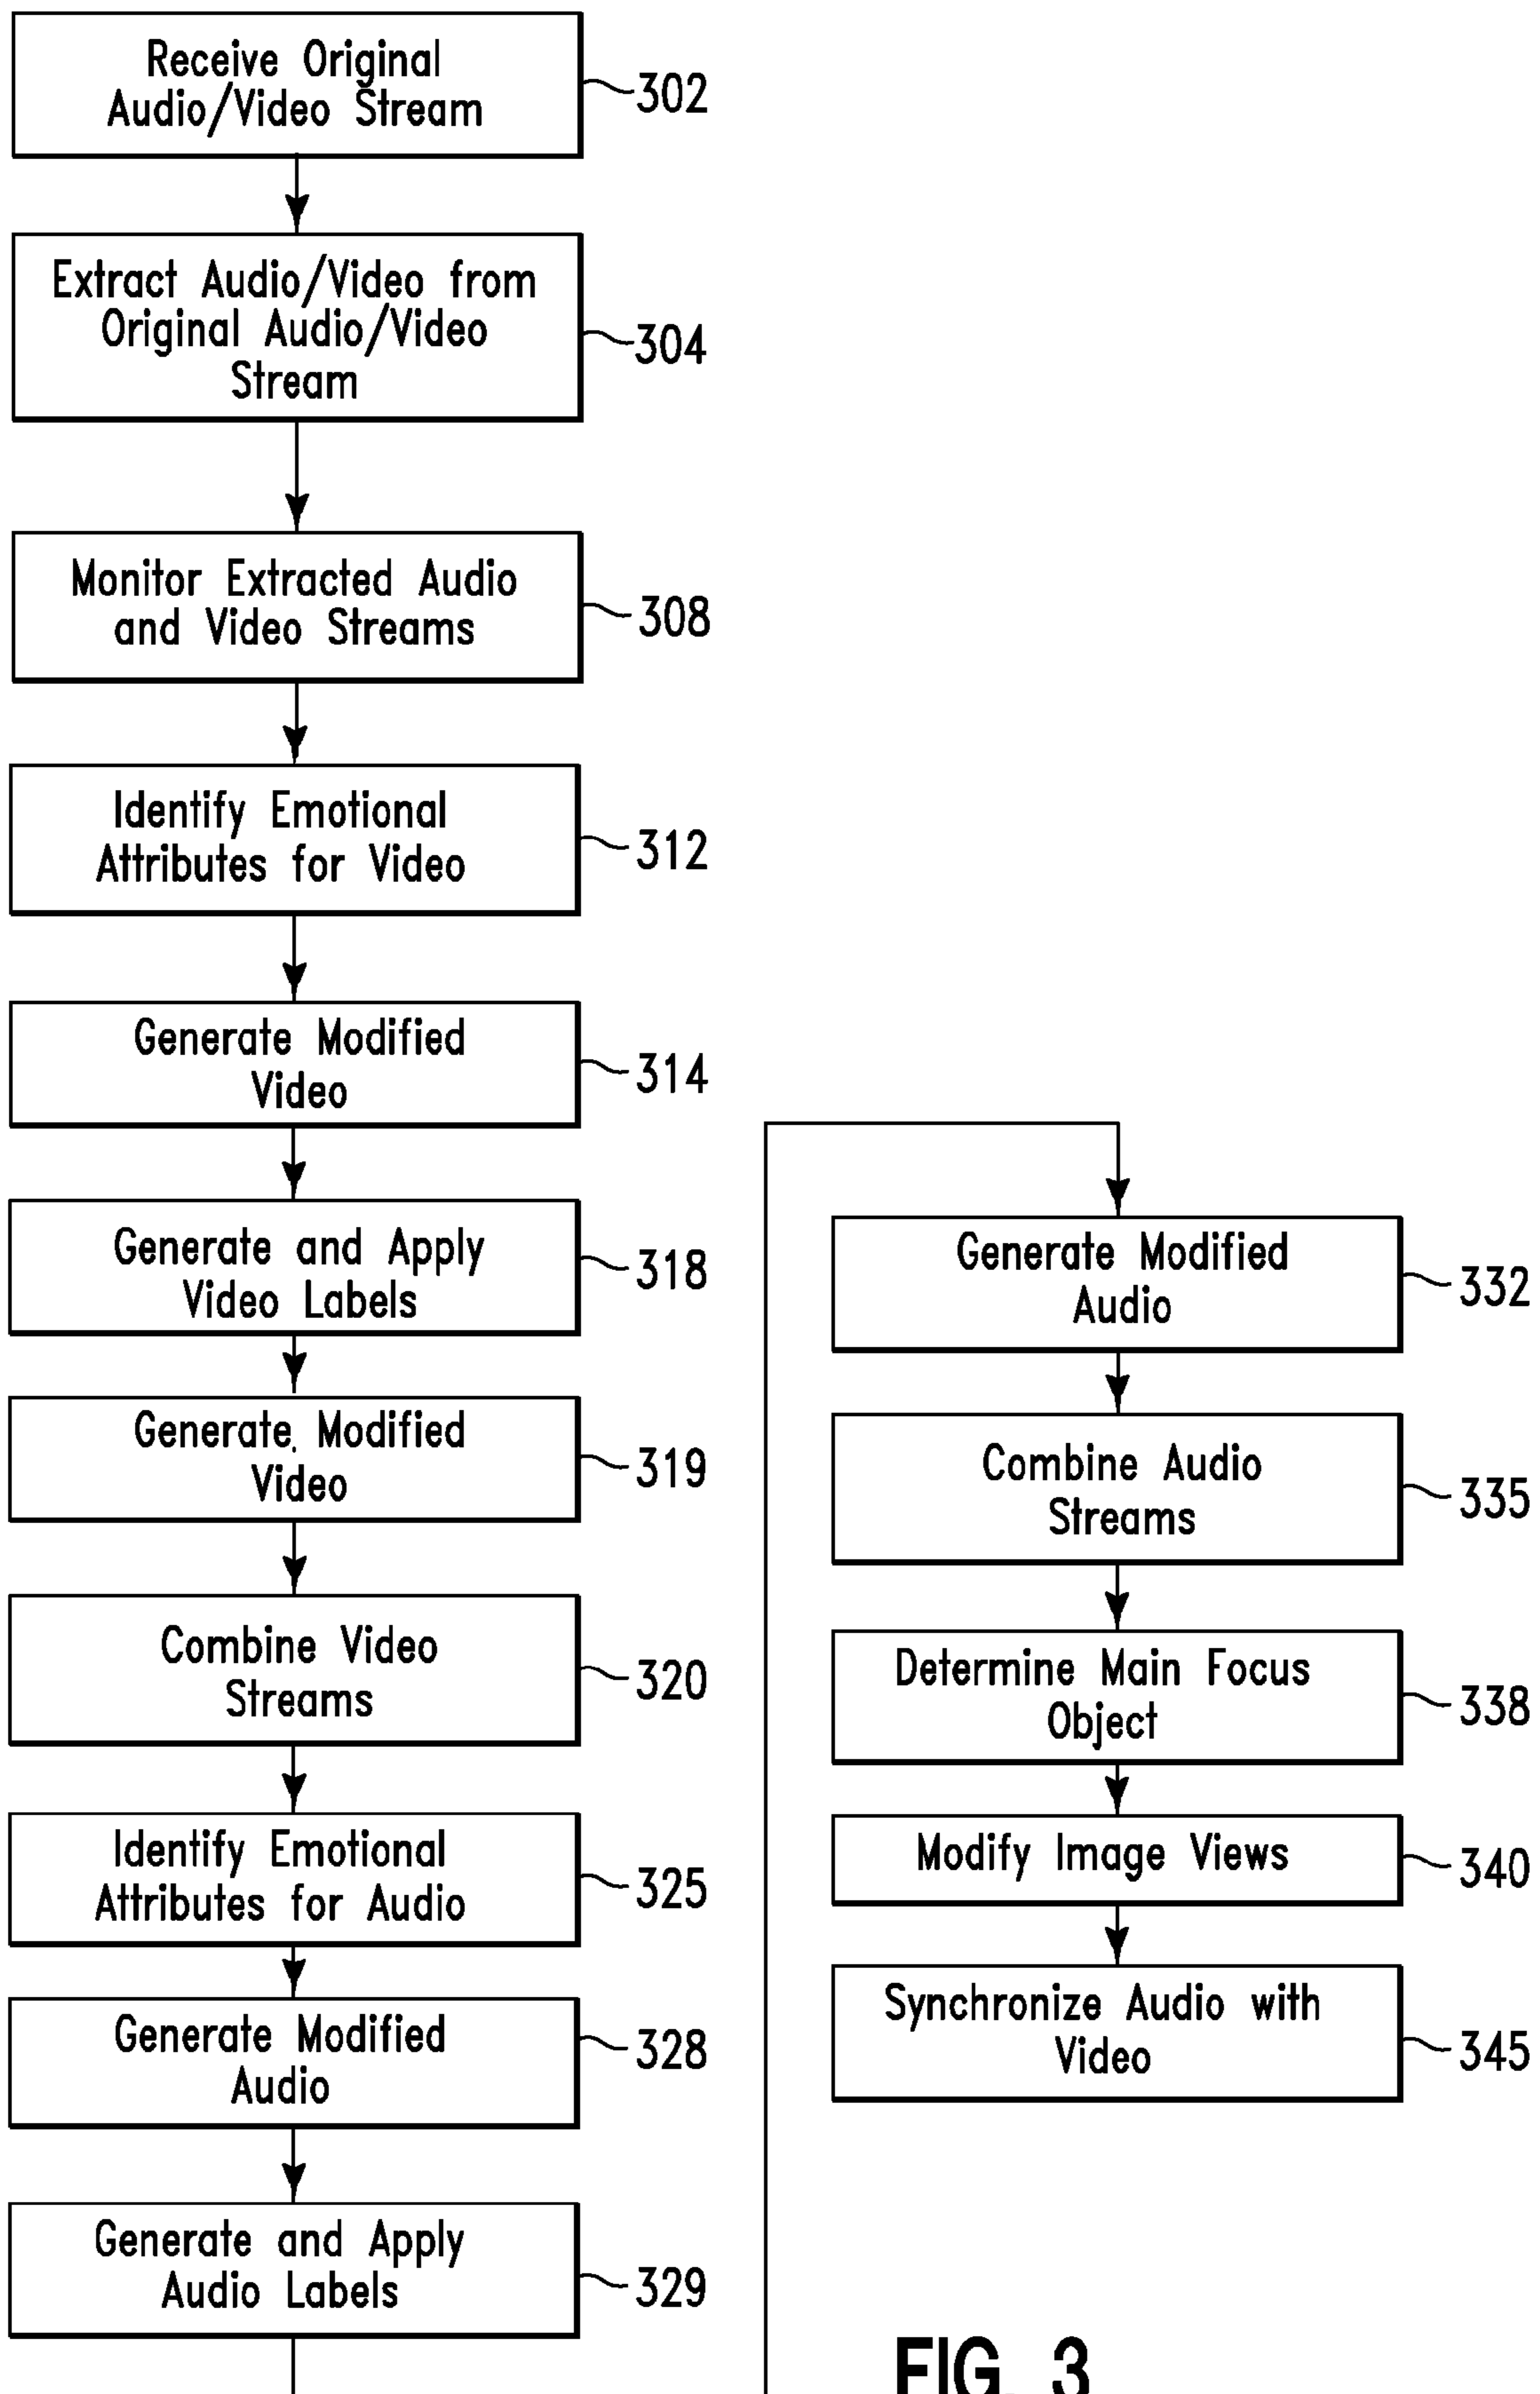 Receive Original
Audio/Video Stream
302
Extract Audio/Video from
Original Audio/Video
Stream
304
Monitor Extracted Audio
and Video Streams
308
Identify Emotional
Attributes for Video
312
Generate Modified
Video
314
Generate and Apply
Video Labels
318
Generate Modified
Video
319
Combine Video
Streams
320
Identify Emotional
Attributes for Audio
325
Generate Modified
Audio
328
Generate and Apply
Audio Labels
329
Generate Modified
Audio
332
Combine Audio
Streams
335
Determine Main Focus
Object
338
Modify Image Views
340
Synchronize Audio with
Video
345
FIG. 3